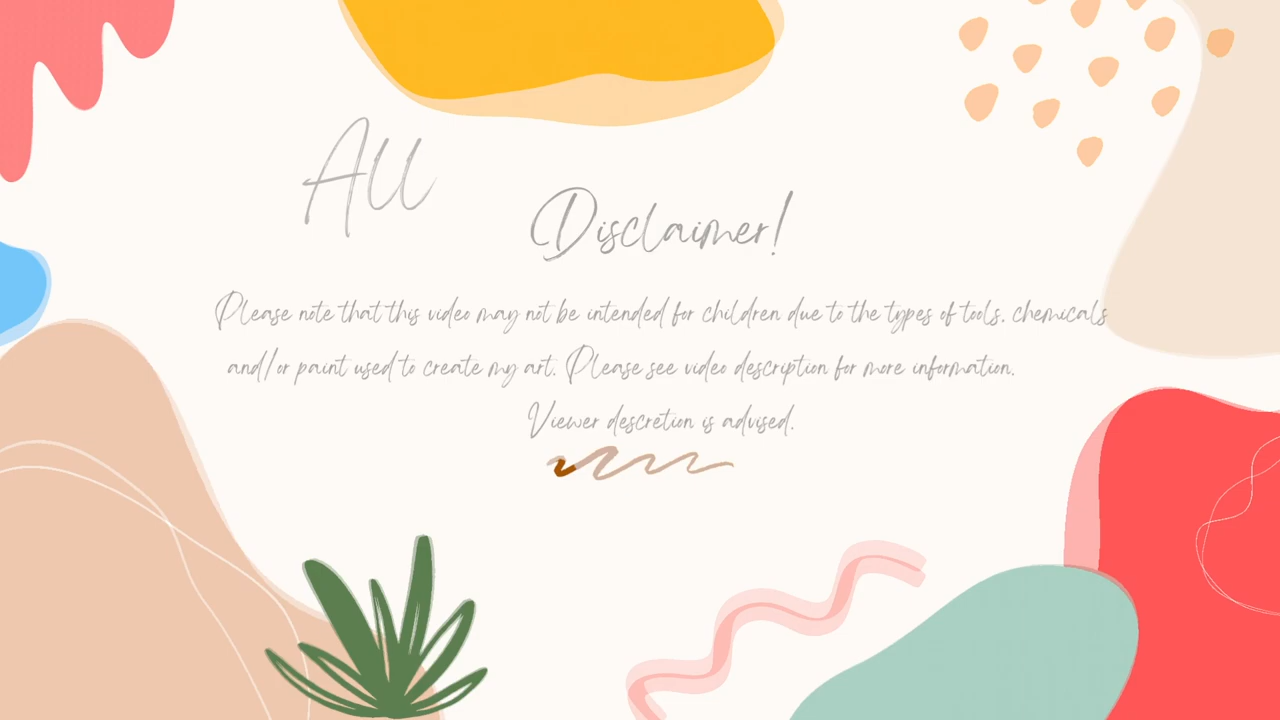 All
Disclaimer!
Please note that this video may not be intended for children due to the types of tools, chemicals
and/or paint used to create my art. Please see video description for more information.
Viewer descretion is advised.